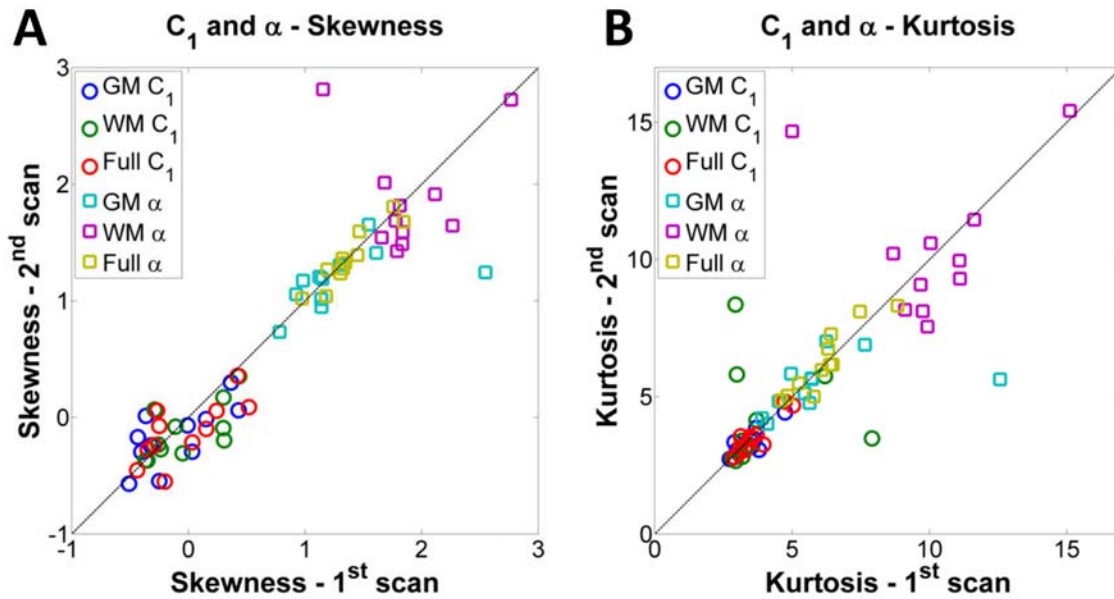 A
C₁ and α - Skewness
3
2
1
0
-1
-1
0
1
2
3
Skewness - 2nd scan
Skewness - 1st scan
GM C₁
WM C₁
Full C₁
GM α
WM α
Full α
B
C₁ and α - Kurtosis
15
10
5
0
0
5
10
15
Kurtosis - 2nd scan
Kurtosis - 1st scan
GM C₁
WM C₁
Full C₁
GM α
WM α
Full α